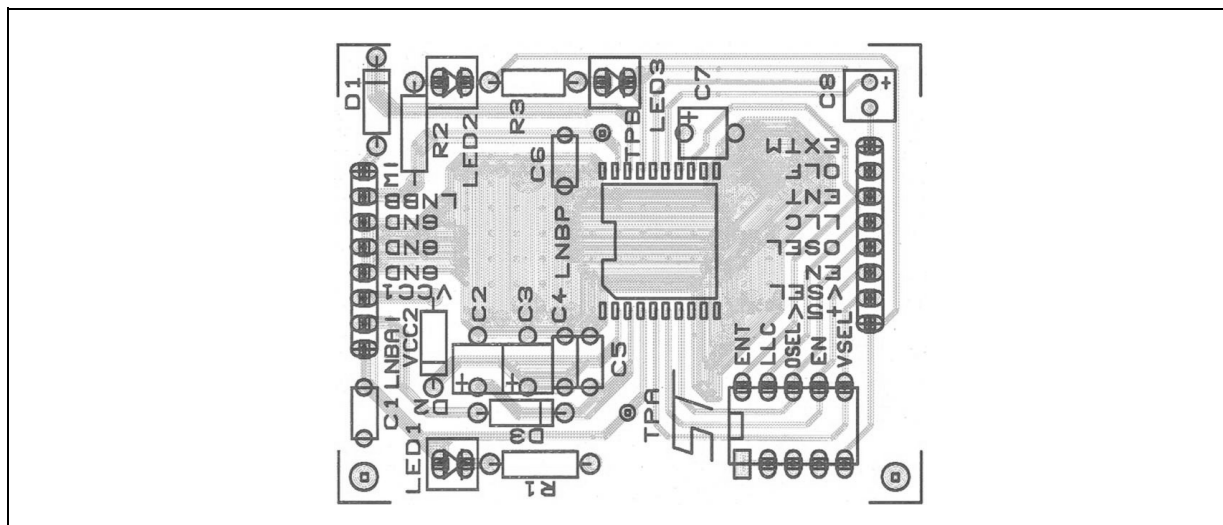 D1
R2
LED2
R3
LED3
TPB
C7
C8
C6
LNBP
MI
LNBB
GND
GND
GND
VCC1
LNBA1
VCC2
EXTM
OLF
ENT
LLC
OSEL
EN
VSEL
+5V
C2
C3
C4
C5
ENT
LLC
OSEL
EN
VSEL
C1
D2
D3
TPA
LED1
R1
+
+
+
+